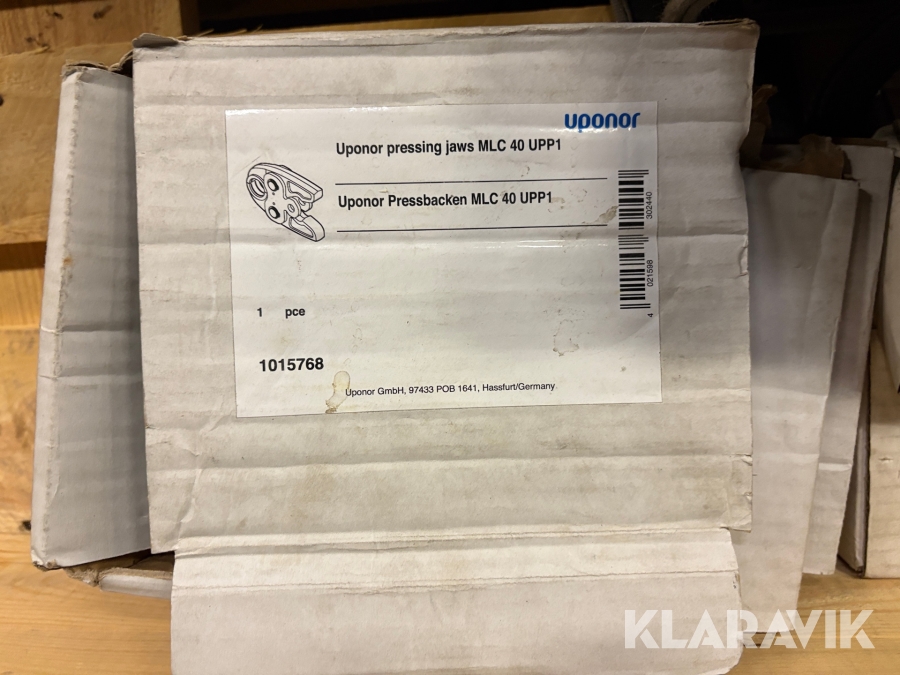 uponor
Uponor pressing jaws MLC 40 UPP1
Uponor Pressbacken MLC 40 UPP1
4 021598 302440
1 pce
1015768
Uponor GmbH, 97433 POB 1641, Hassfurt/Germany
KLARAVIK